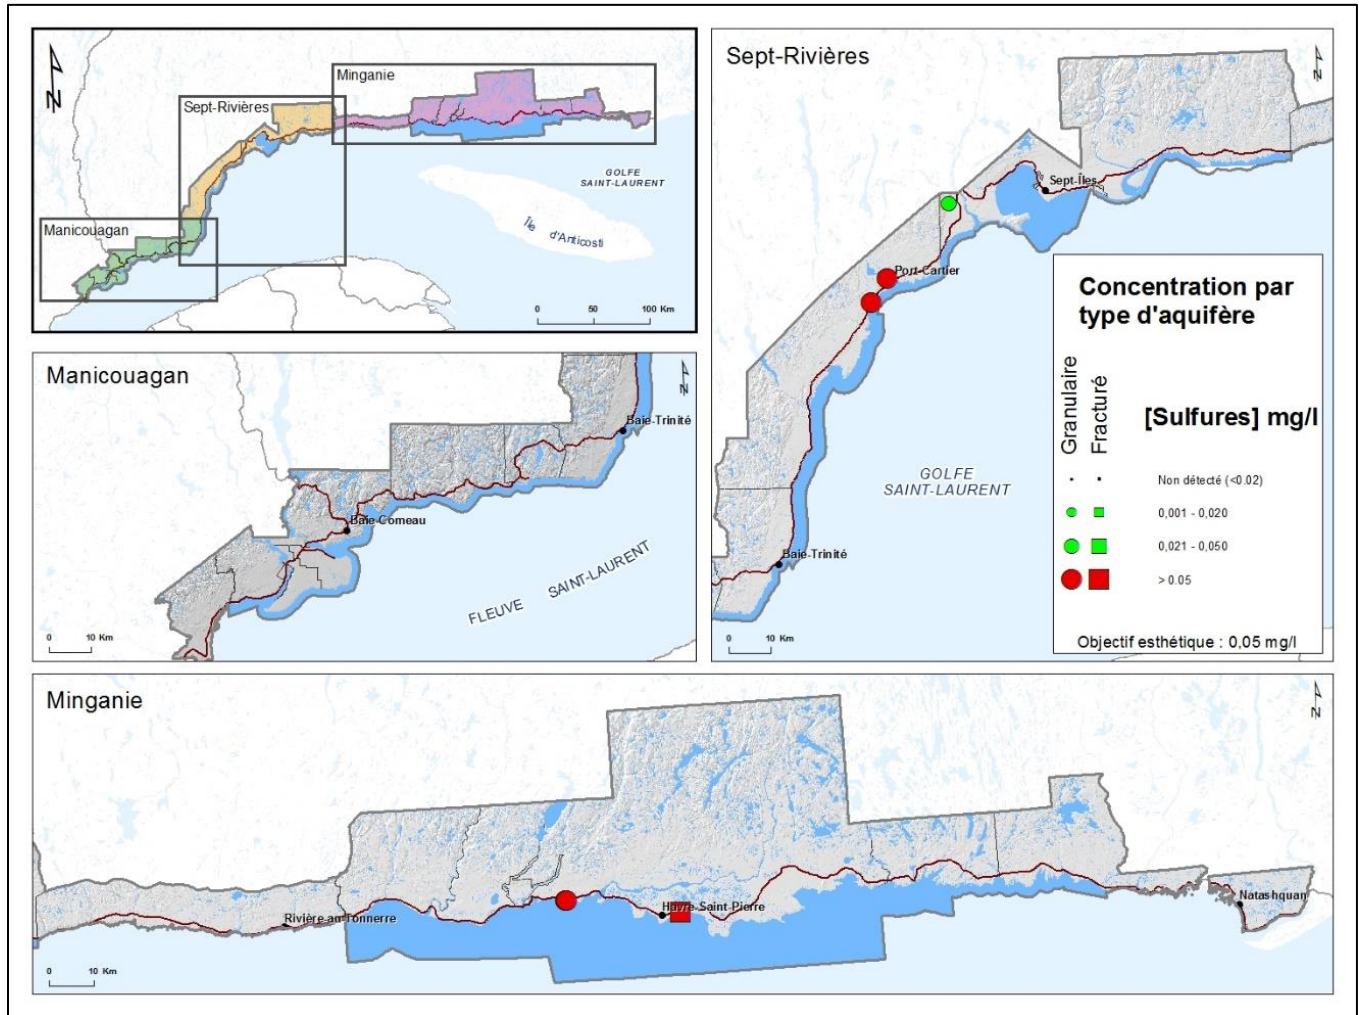 N
Minganie
Sept-Rivières
Manicouagan
GOLFE
SAINT-LAURENT
Île d'Anticosti
0 50 100 Km
Sept-Rivières
Sept-Îles
Port-Cartier
GOLFE
SAINT-LAURENT
Baie-Trinité
0 10 Km
Concentration par
type d'aquifère
Granulaire
Fracturé
[Sulfures] mg/l
Non détecté (<0.02)
0,001 - 0,020
0,021 - 0,050
> 0.05
Objectif esthétique : 0,05 mg/l
Manicouagan
N
Baie-Trinité
Baie-Comeau
FLEUVE SAINT-LAURENT
0 10 Km
Minganie
N
Rivière-au-Tonnerre
Havre-Saint-Pierre
Natashquan
0 10 Km